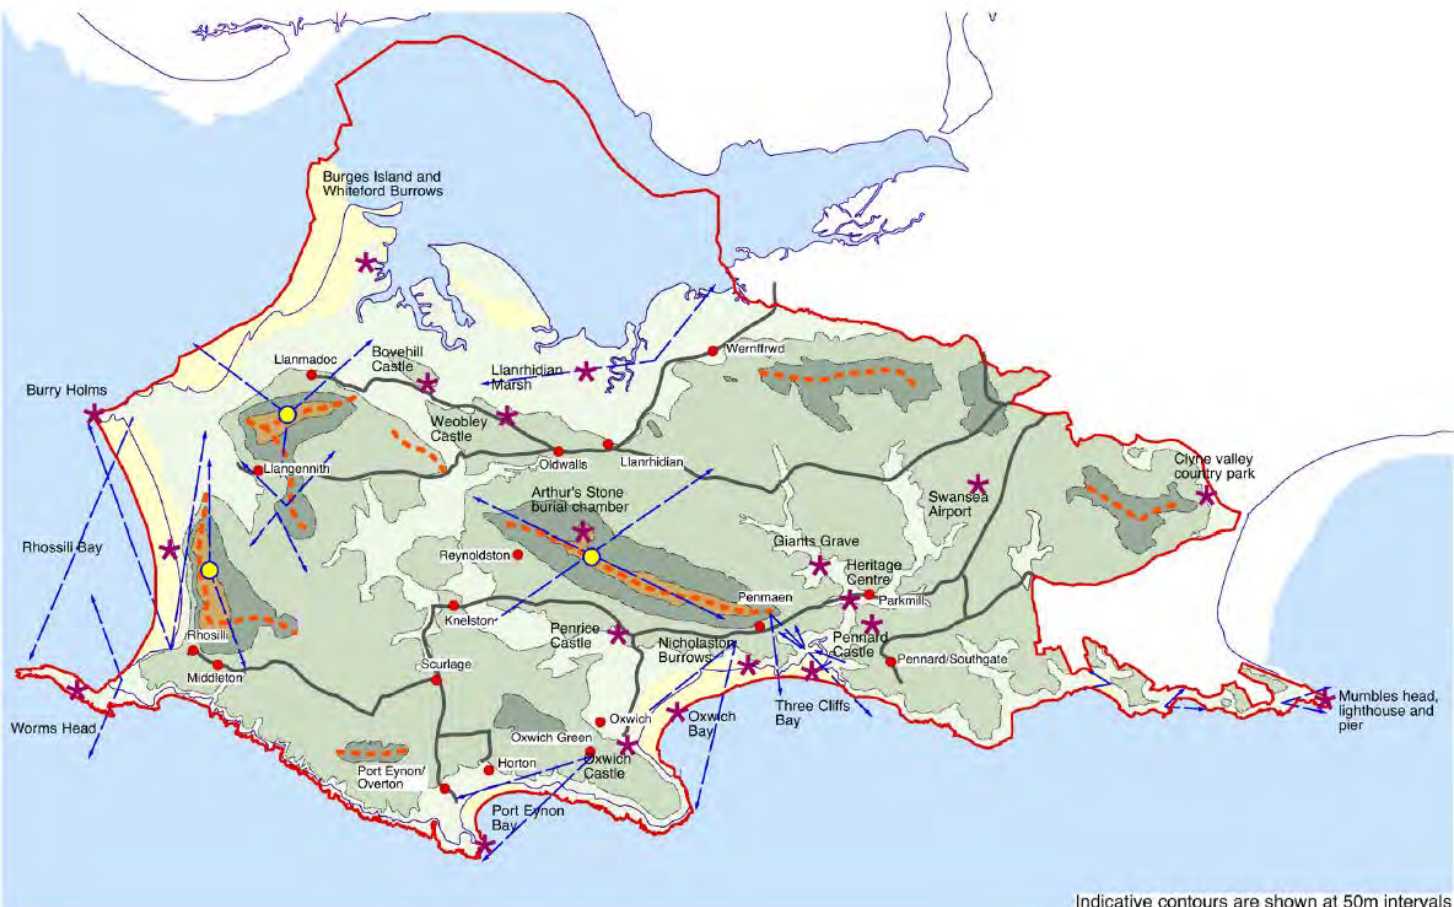 Burges Island and
Whiteford Burrows
Llanmadoc
Bovehill
Castle
Llanrhidian
Marsh
Wernffrwd
Burry Holms
Weobley
Castle
Llangennith
Oldwalls
Llanrhidian
Clyne valley
country park
Arthur's Stone
burial chamber
Swansea
Airport
Rhossili Bay
Reynoldston
Giants Grave
Heritage
Centre
Penmaen
Parkmill
Knelston
Penrice
Castle
Rhosilli
Nicholaston
Burrows
Pennard
Castle
Middleton
Scurlage
Pennard/Southgate
Worms Head
Oxwich
Oxwich
Bay
Three Cliffs
Bay
Mumbles head,
lighthouse and
pier
Oxwich Green
Port Eynon/
Overton
Horton
Oxwich
Castle
Port Eynon
Bay
Indicative contours are shown at 50m intervals